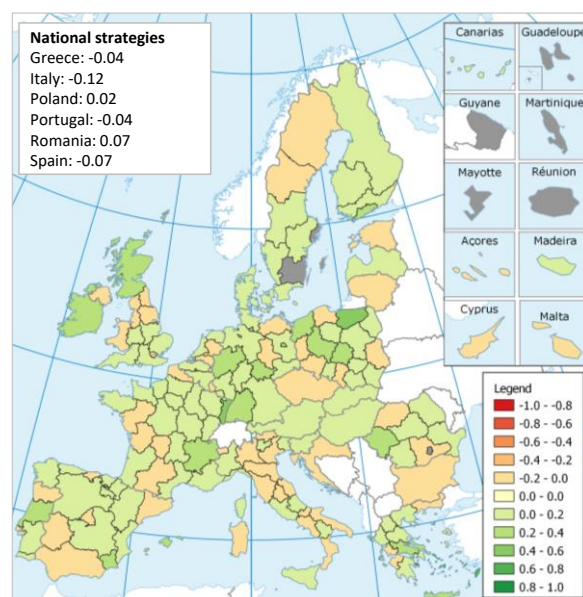 National strategies
Greece: -0.04
Italy: -0.12
Poland: 0.02
Portugal: -0.04
Romania: 0.07
Spain: -0.07
Canarias
Guadeloupe
Guyane
Martinique
Mayotte
Réunion
Açores
Madeira
Cyprus
Malta
Legend
-1.0 - -0.8
-0.8 - -0.6
-0.6 - -0.4
-0.4 - -0.2
-0.2 - 0.0
0.0 - 0.0
0.0 - 0.2
0.2 - 0.4
0.4 - 0.6
0.6 - 0.8
0.8 - 1.0